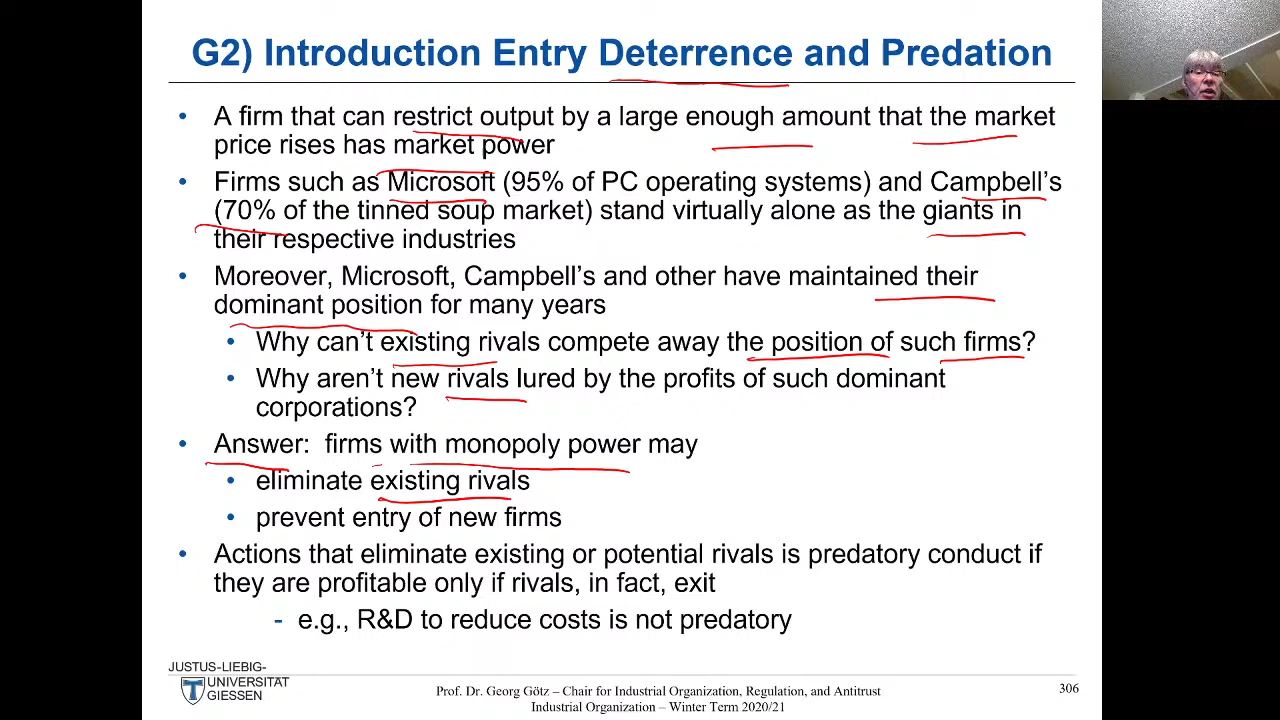 G2) Introduction Entry Deterrence and Predation
• A firm that can restrict output by a large enough amount that the market
price rises has market power
• Firms such as Microsoft (95% of PC operating systems) and Campbell's
(70% of the tinned soup market) stand virtually alone as the giants in
their respective industries
• Moreover, Microsoft, Campbell's and other have maintained their
dominant position for many years
• Why can't existing rivals compete away the position of such firms?
• Why aren't new rivals lured by the profits of such dominant
corporations?
• Answer: firms with monopoly power may
• eliminate existing rivals
• prevent entry of new firms
• Actions that eliminate existing or potential rivals is predatory conduct if
they are profitable only if rivals, in fact, exit
- e.g., R&D to reduce costs is not predatory
JUSTUS-LIEBIG-
UNIVERSITÄT
GIESSEN
Prof. Dr. Georg Götz – Chair for Industrial Organization, Regulation, and Antitrust
Industrial Organization – Winter Term 2020/21
306